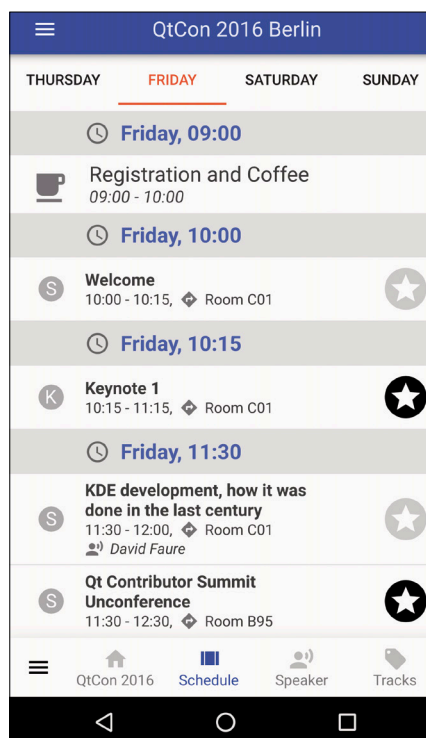 QtCon 2016 Berlin
THURSDAY FRIDAY SATURDAY SUNDAY
Friday, 09:00
Registration and Coffee
09:00 - 10:00
Friday, 10:00
S
Welcome
10:00 - 10:15, Room C01
Friday, 10:15
K
Keynote 1
10:15 - 11:15, Room C01
Friday, 11:30
S
KDE development, how it was
done in the last century
11:30 - 12:00, Room C01
David Faure
S
Qt Contributor Summit
Unconference
11:30 - 12:30, Room B95
QtCon 2016 Schedule Speaker Tracks